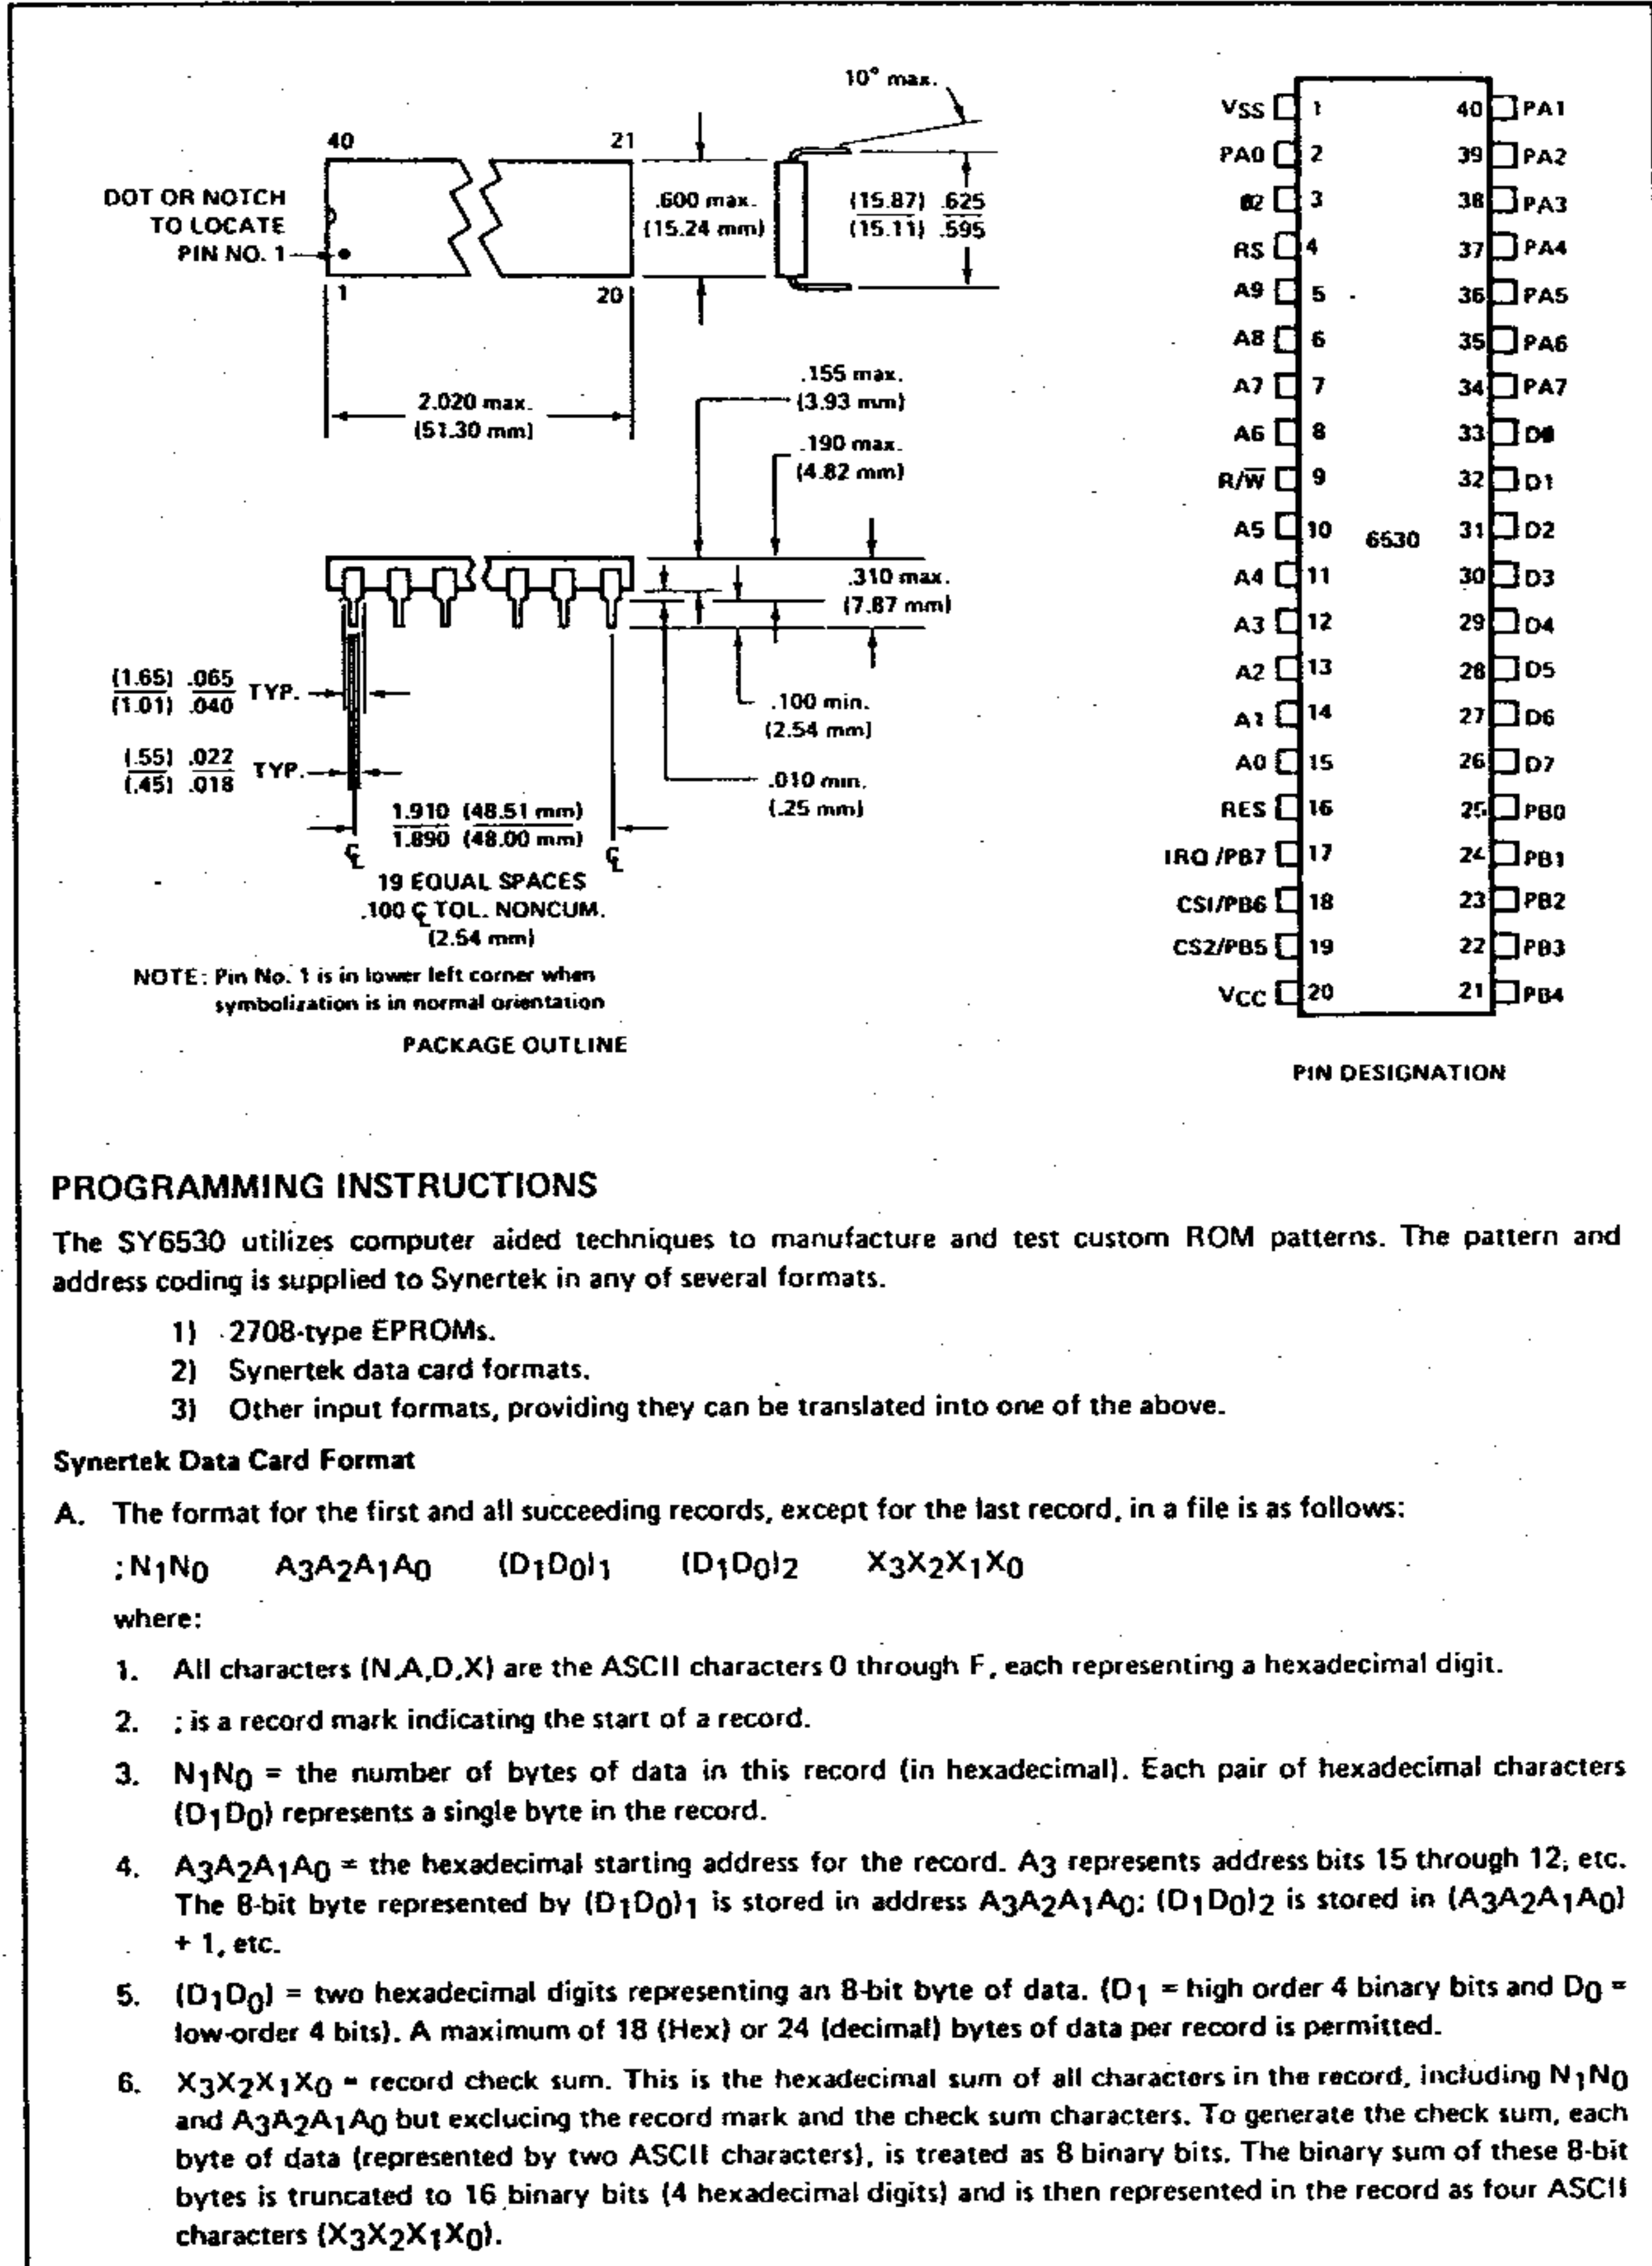 10° max.
40 21
DOT OR NOTCH
TO LOCATE
PIN NO. 1
1 20
.600 max.
(15.24 mm)
(15.87) .625
(15.11) .595
2.020 max.
(51.30 mm)
.155 max.
(3.93 mm)
.190 max.
(4.82 mm)
.310 max.
(7.87 mm)
(1.65) .065 TYP.
(1.01) .040
(.55) .022 TYP.
(.45) .018
.100 min.
(2.54 mm)
.010 min.
(.25 mm)
1.910 (48.51 mm)
1.890 (48.00 mm)
℄ ℄
19 EQUAL SPACES
.100 ℄ TOL. NONCUM.
(2.54 mm)
NOTE: Pin No. 1 is in lower left corner when
symbolization is in normal orientation
PACKAGE OUTLINE
VSS 1 40 PA1
PA0 2 39 PA2
Ø2 3 38 PA3
RS 4 37 PA4
A9 5 36 PA5
A8 6 35 PA6
A7 7 34 PA7
A6 8 33 D0
R/W̅ 9 32 D1
A5 10 6530 31 D2
A4 11 30 D3
A3 12 29 D4
A2 13 28 D5
A1 14 27 D6
A0 15 26 D7
RES 16 25 PB0
IRQ /PB7 17 24 PB1
CS1/PB6 18 23 PB2
CS2/PB5 19 22 PB3
VCC 20 21 PB4
PIN DESIGNATION
PROGRAMMING INSTRUCTIONS
The SY6530 utilizes computer aided techniques to manufacture and test custom ROM patterns. The pattern and
address coding is supplied to Synertek in any of several formats.
1) 2708-type EPROMs.
2) Synertek data card formats.
3) Other input formats, providing they can be translated into one of the above.
Synertek Data Card Format
A. The format for the first and all succeeding records, except for the last record, in a file is as follows:
;N₁N₀ A₃A₂A₁A₀ (D₁D₀)₁ (D₁D₀)₂ X₃X₂X₁X₀
where:
1. All characters (N,A,D,X) are the ASCII characters 0 through F, each representing a hexadecimal digit.
2. ; is a record mark indicating the start of a record.
3. N₁N₀ = the number of bytes of data in this record (in hexadecimal). Each pair of hexadecimal characters
(D₁D₀) represents a single byte in the record.
4. A₃A₂A₁A₀ = the hexadecimal starting address for the record. A₃ represents address bits 15 through 12, etc.
The 8-bit byte represented by (D₁D₀)₁ is stored in address A₃A₂A₁A₀; (D₁D₀)₂ is stored in (A₃A₂A₁A₀)
+ 1, etc.
5. (D₁D₀) = two hexadecimal digits representing an 8-bit byte of data. (D₁ = high order 4 binary bits and D₀ =
low-order 4 bits). A maximum of 18 (Hex) or 24 (decimal) bytes of data per record is permitted.
6. X₃X₂X₁X₀ = record check sum. This is the hexadecimal sum of all characters in the record, including N₁N₀
and A₃A₂A₁A₀ but excluding the record mark and the check sum characters. To generate the check sum, each
byte of data (represented by two ASCII characters), is treated as 8 binary bits. The binary sum of these 8-bit
bytes is truncated to 16 binary bits (4 hexadecimal digits) and is then represented in the record as four ASCII
characters (X₃X₂X₁X₀).